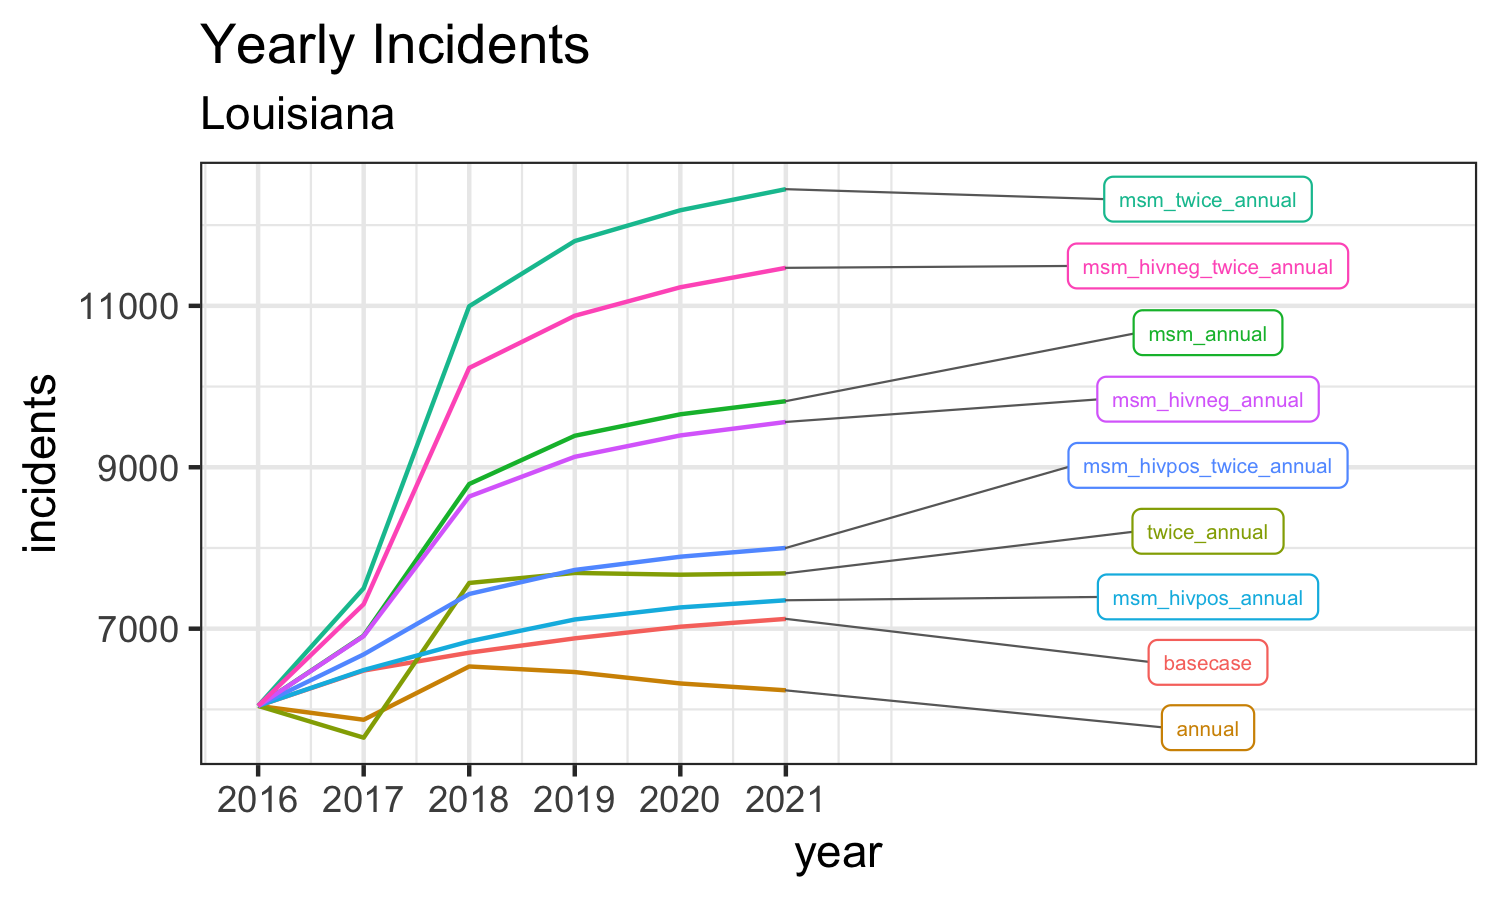 Yearly Incidents
Louisiana
incidents
11000
9000
7000
msm_twice_annual
msm_hivneg_twice_annual
msm_annual
msm_hivneg_annual
msm_hivpos_twice_annual
twice_annual
msm_hivpos_annual
basecase
annual
2016 2017 2018 2019 2020 2021
year